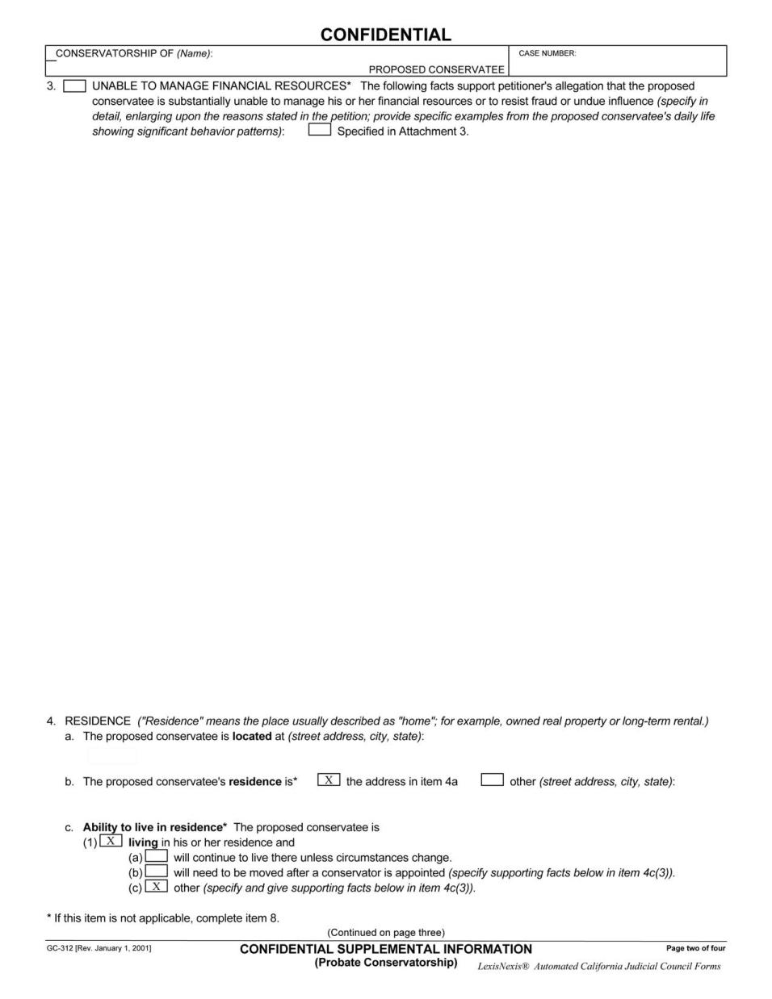 CONFIDENTIAL
CONSERVATORSHIP OF (Name):
CASE NUMBER:
PROPOSED CONSERVATEE
3. UNABLE TO MANAGE FINANCIAL RESOURCES* The following facts support petitioner's allegation that the proposed
conservatee is substantially unable to manage his or her financial resources or to resist fraud or undue influence (specify in
detail, enlarging upon the reasons stated in the petition; provide specific examples from the proposed conservatee's daily life
showing significant behavior patterns): Specified in Attachment 3.
4. RESIDENCE ("Residence" means the place usually described as "home"; for example, owned real property or long-term rental.)
a. The proposed conservatee is located at (street address, city, state):
b. The proposed conservatee's residence is* X the address in item 4a other (street address, city, state):
c. Ability to live in residence* The proposed conservatee is
(1) X living in his or her residence and
(a) will continue to live there unless circumstances change.
(b) will need to be moved after a conservator is appointed (specify supporting facts below in item 4c(3)).
(c) X other (specify and give supporting facts below in item 4c(3)).
* If this item is not applicable, complete item 8.
(Continued on page three)
GC-312 [Rev. January 1, 2001] CONFIDENTIAL SUPPLEMENTAL INFORMATION Page two of four
(Probate Conservatorship) LexisNexis® Automated California Judicial Council Forms